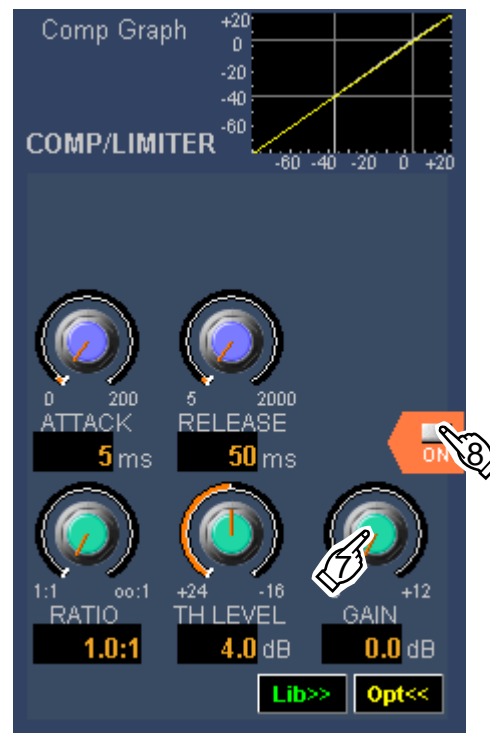 Comp Graph
+20
0
-20
-40
-60
COMP/LIMITER
-60 -40 -20 0 +20
0 200 5 2000
ATTACK RELEASE
5 ms 50 ms
ON 8
7
1:1 oo:1 +24 -16 +12
RATIO TH LEVEL GAIN
1.0:1 4.0 dB 0.0 dB
Lib>> Opt<<